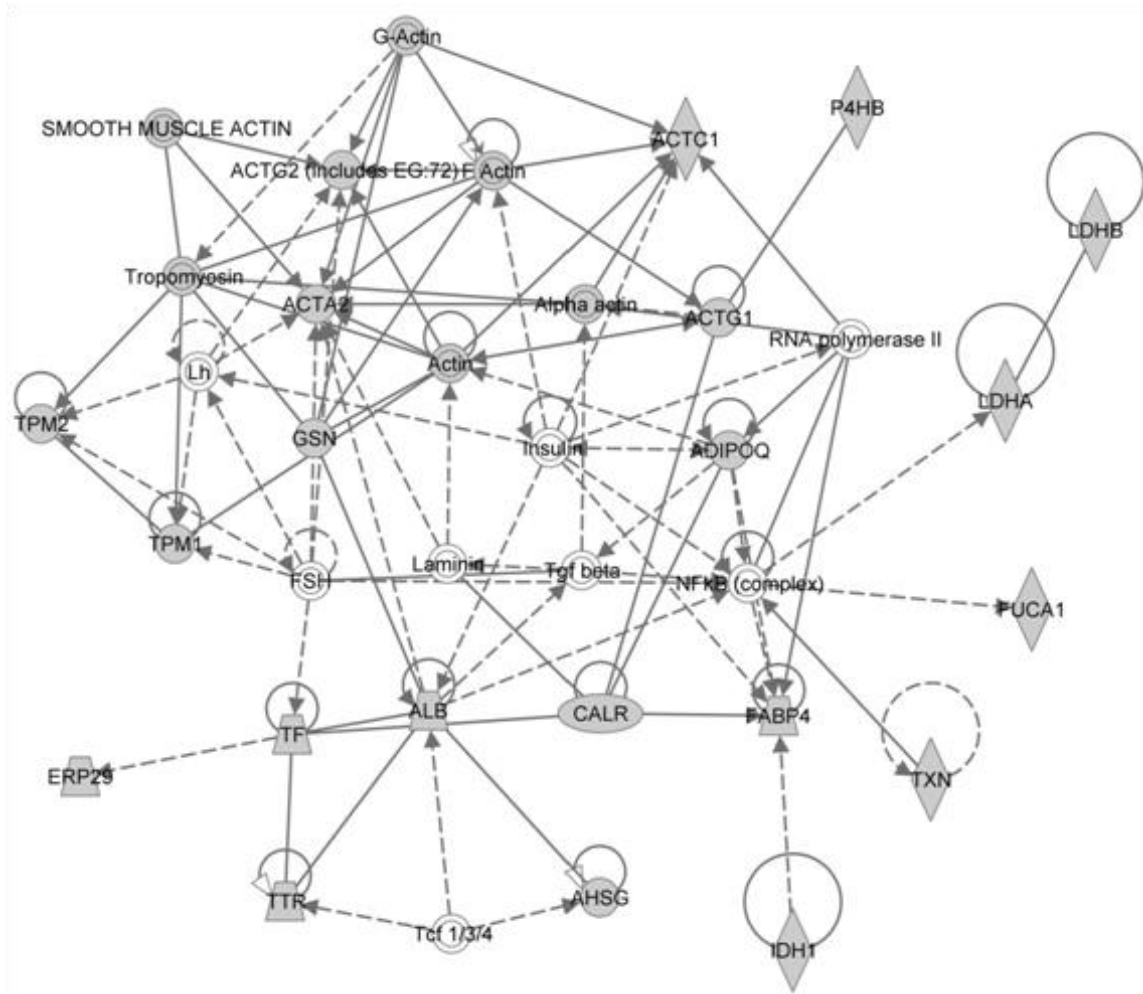 G-Actin
P4HB
SMOOTH MUSCLE ACTIN
ACTC1
ACTG2 (includes EG:72) F Actin
LDHB
Tropomyosin
ACTA2
Alpha actin
ACTG1
RNA polymerase II
Lh
Actin
LDHA
TPM2
GSN
Insulin
ADIPOQ
TPM1
FSH
Laminin
Tgf beta
NFκB (complex)
FUCA1
TF
ALB
CALR
FABP4
ERP29
TXN
TTR
AHSG
Tcf 1/3/4
IDH1